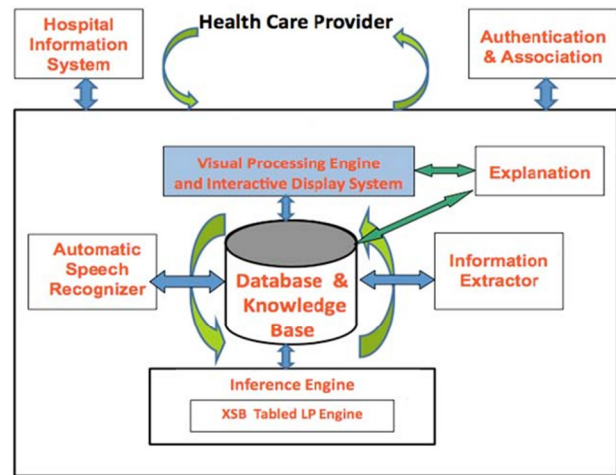 Hospital
Information
System
Health Care Provider
Authentication
& Association
Visual Processing Engine
and Interactive Display System
Explanation
Automatic
Speech
Recognizer
Database &
Knowledge
Base
Information
Extractor
Inference Engine
XSB Tabled LP Engine